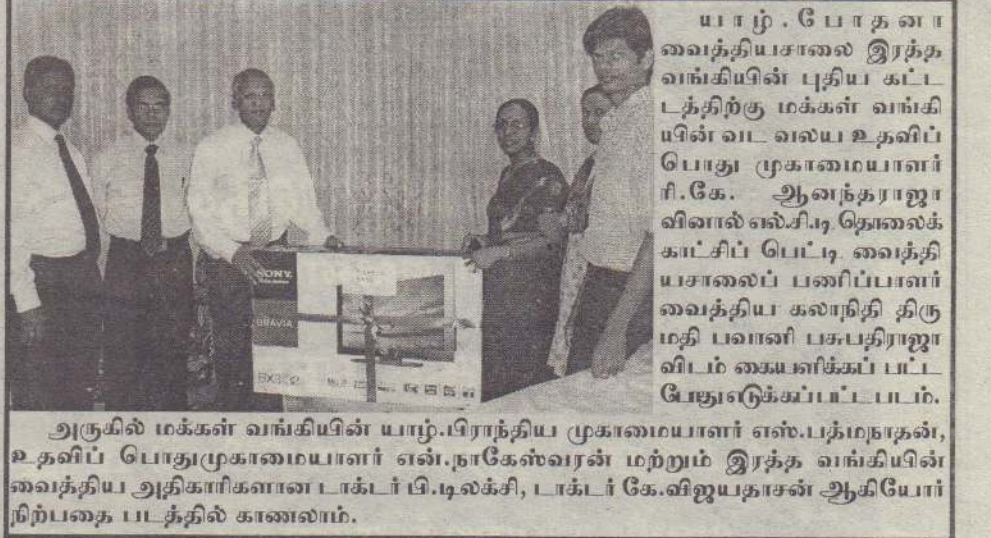 யாழ்.போதனா
வைத்தியசாலை இரத்த
வங்கியின் புதிய கட்ட
டத்திற்கு மக்கள் வங்கி
யின் வட வலய உதவிப்
பொது முகாமையாளர்
ரி.கே. ஆனந்தராஜா
வினால் எல்.சி.டி தொலைக்
காட்சிப் பெட்டி வைத்தி
யசாலைப் பணிப்பாளர்
வைத்திய கலாநிதி திரு
மதி பவானி பசுபதிராஜா
விடம் கையளிக்கப் பட்ட
போதுஎடுக்கப்பட்டபடம்.
SONY
BRAVIA
அருகில் மக்கள் வங்கியின் யாழ்.பிராந்திய முகாமையாளர் எஸ்.பத்மநாதன்,
உதவிப் பொதுமுகாமையாளர் என்.நாகேஸ்வரன் மற்றும் இரத்த வங்கியின்
வைத்திய அதிகாரிகளான டாக்டர் பி.டிலக்சி, டாக்டர் கே.விஜயதாசன் ஆகியோர்
நிற்பதை படத்தில் காணலாம்.